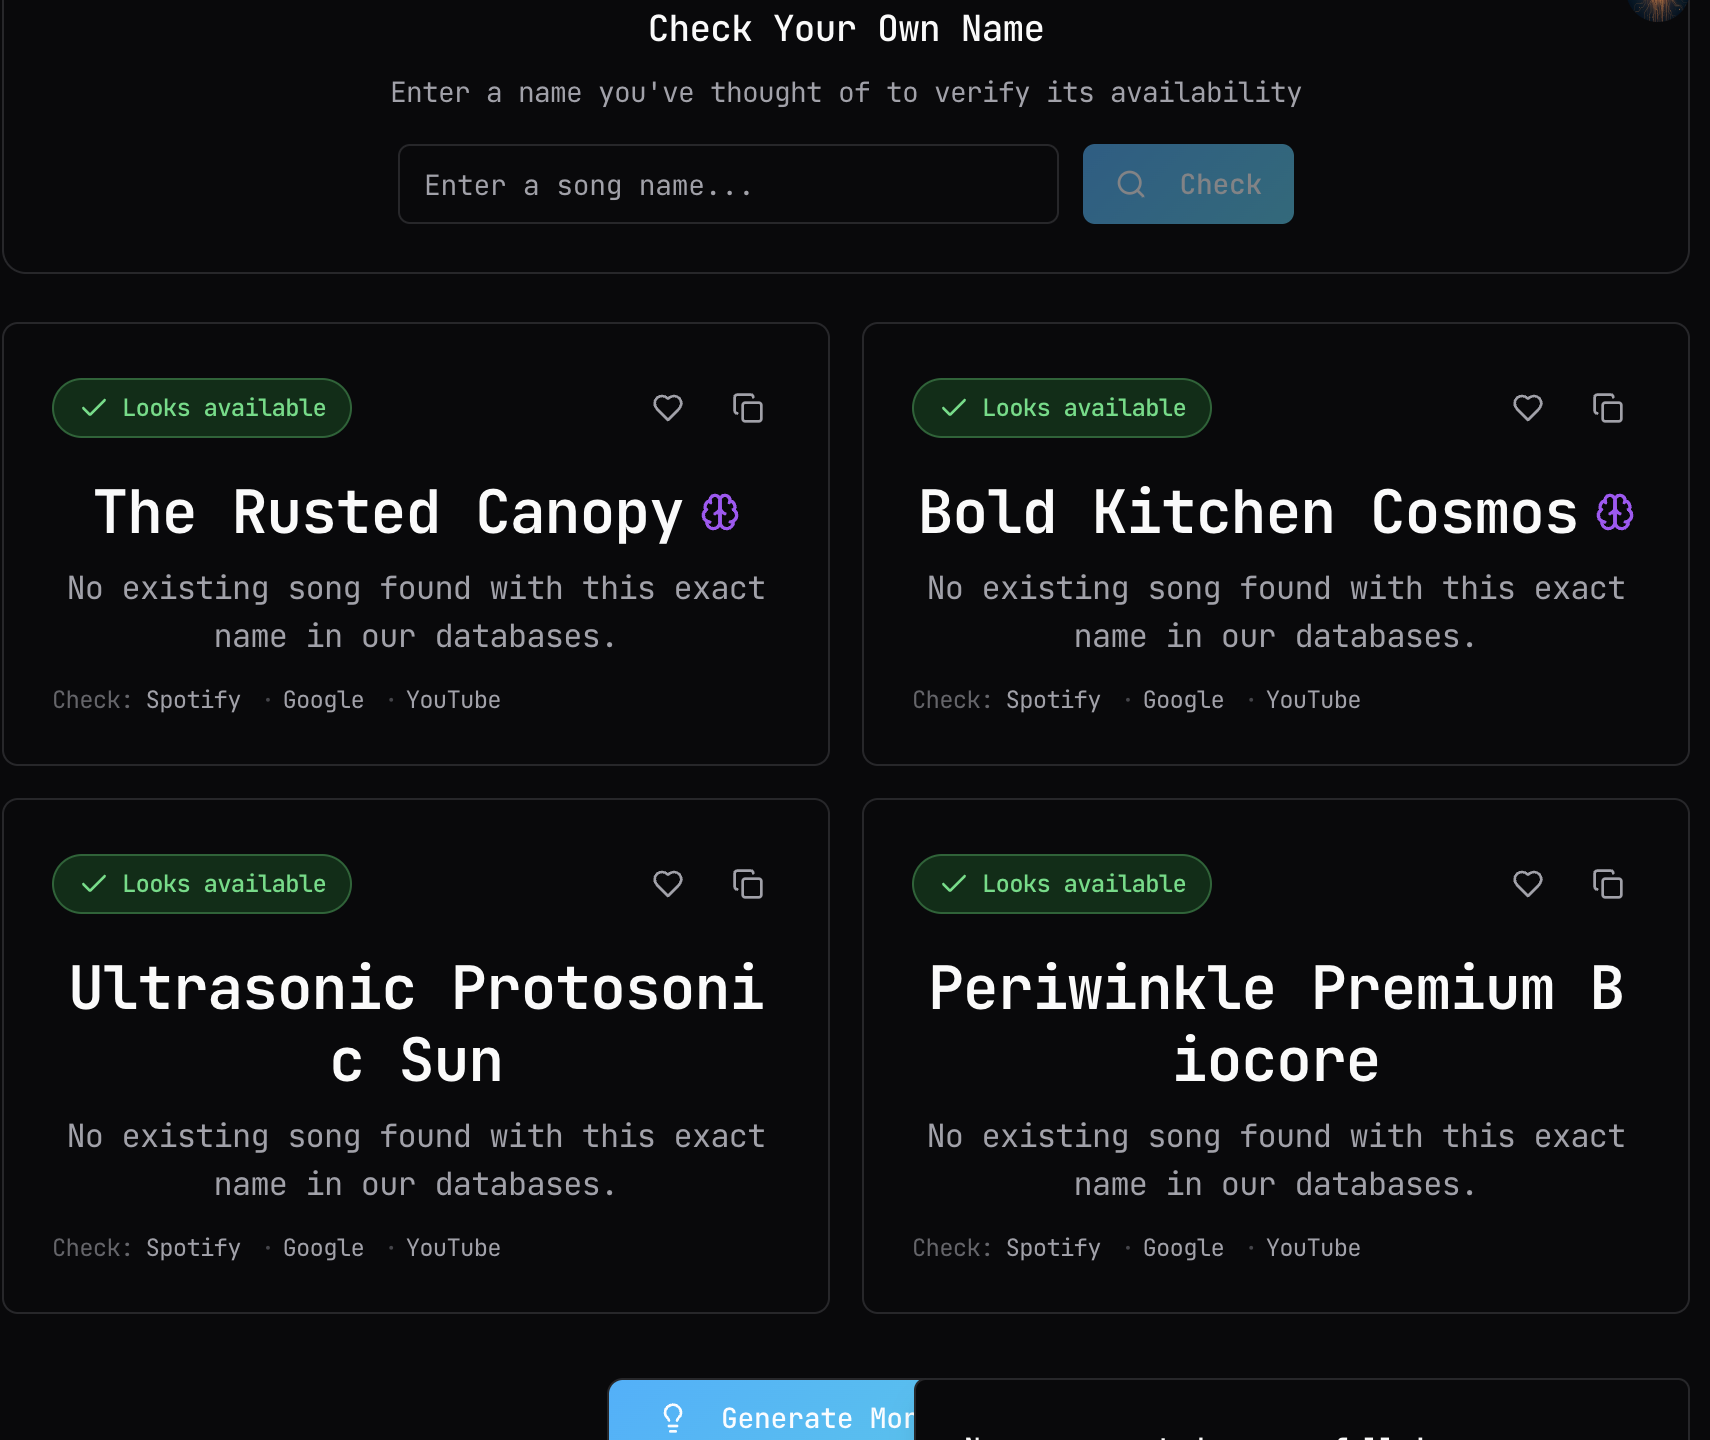 Check Your Own Name
Enter a name you've thought of to verify its availability
Enter a song name...
Check
Looks available
The Rusted Canopy
No existing song found with this exact
name in our databases.
Check: Spotify · Google · YouTube
Looks available
Bold Kitchen Cosmos
No existing song found with this exact
name in our databases.
Check: Spotify · Google · YouTube
Looks available
Ultrasonic Protosoni
c Sun
No existing song found with this exact
name in our databases.
Check: Spotify · Google · YouTube
Looks available
Periwinkle Premium B
iocore
No existing song found with this exact
name in our databases.
Check: Spotify · Google · YouTube
Generate Mor